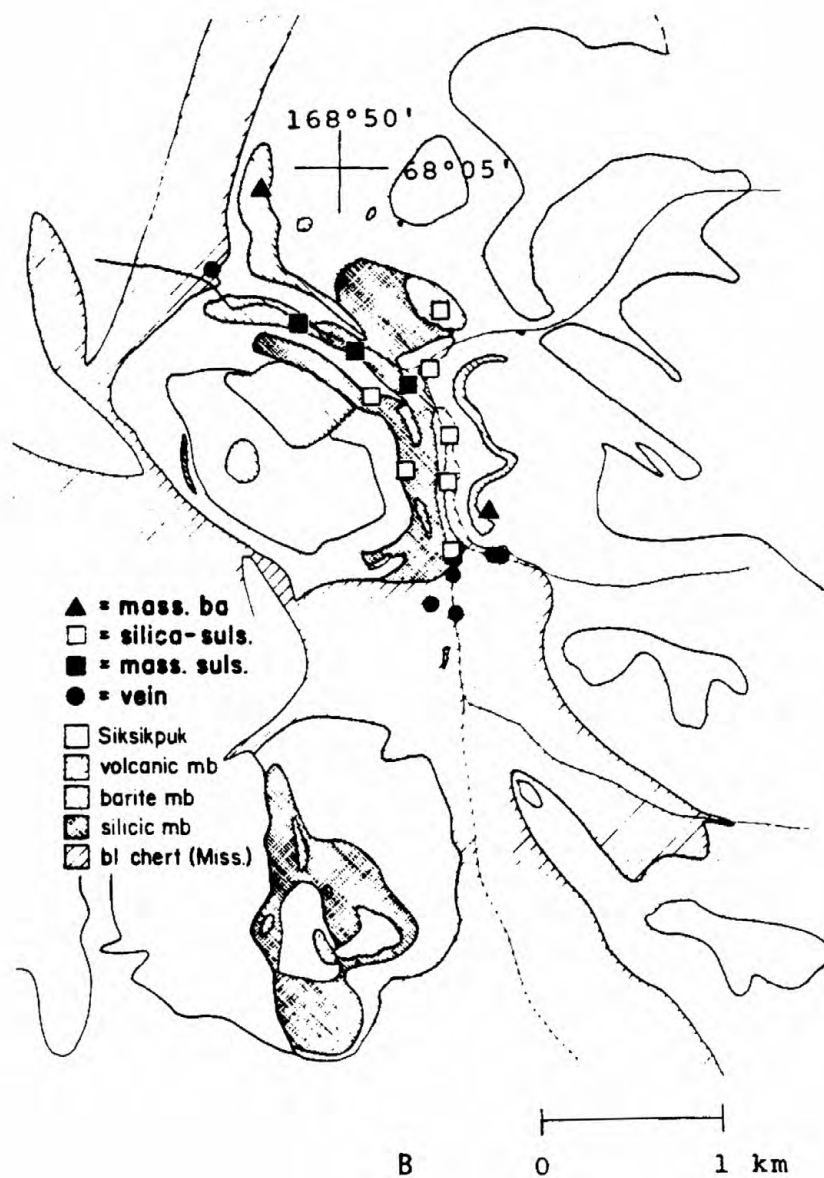 168°50'
68°05'
▲ = mass. ba
□ = silica-suls.
■ = mass. suls.
● = vein
Siksikpuk
volcanic mb
barite mb
silicic mb
bl chert (Miss.)
B 0 1 km